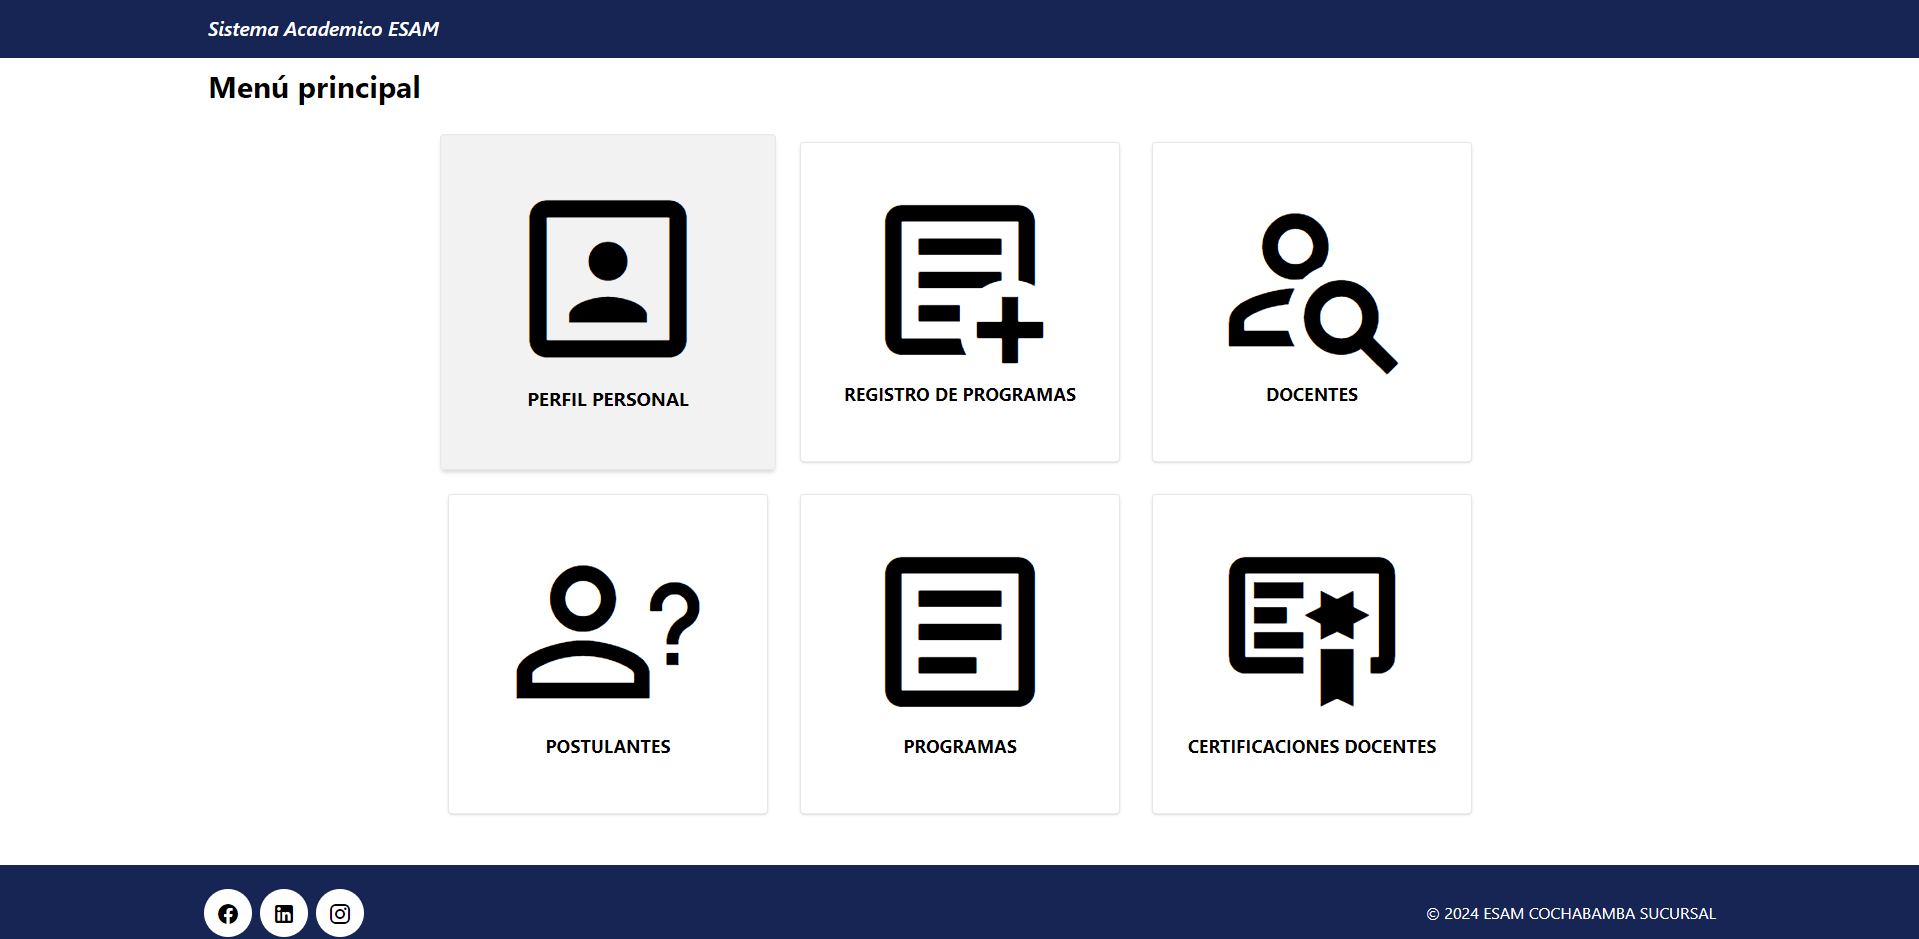 Sistema Academico ESAM
Menú principal
PERFIL PERSONAL
REGISTRO DE PROGRAMAS
DOCENTES
?
POSTULANTES
PROGRAMAS
CERTIFICACIONES DOCENTES
© 2024 ESAM COCHABAMBA SUCURSAL